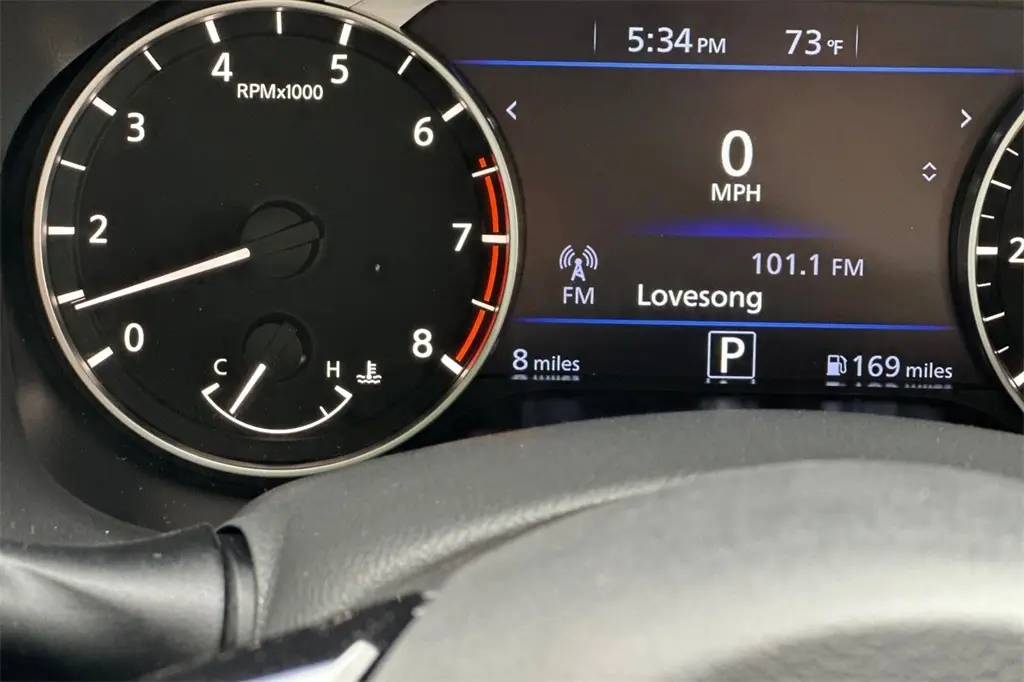 5:34 PM 73°F
4 5
RPMx1000
3 6
0
MPH
2 7
2
101.1 FM
FM
Lovesong
0 8
C H
8 miles P 169 miles